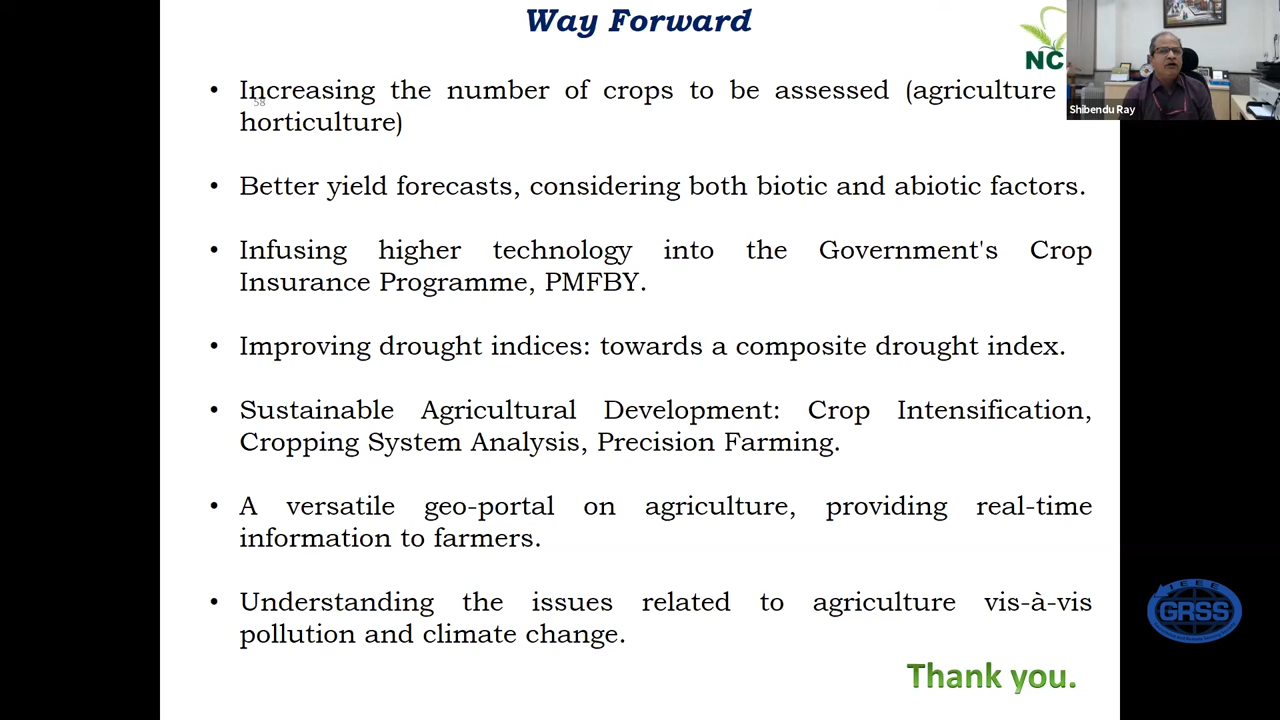 Way Forward
NC
Shibendu Ray
58
• Increasing the number of crops to be assessed (agriculture
horticulture)
• Better yield forecasts, considering both biotic and abiotic factors.
• Infusing higher technology into the Government's Crop
Insurance Programme, PMFBY.
• Improving drought indices: towards a composite drought index.
• Sustainable Agricultural Development: Crop Intensification,
Cropping System Analysis, Precision Farming.
• A versatile geo-portal on agriculture, providing real-time
information to farmers.
• Understanding the issues related to agriculture vis-à-vis
pollution and climate change.
IEEE
GRSS
Thank you.